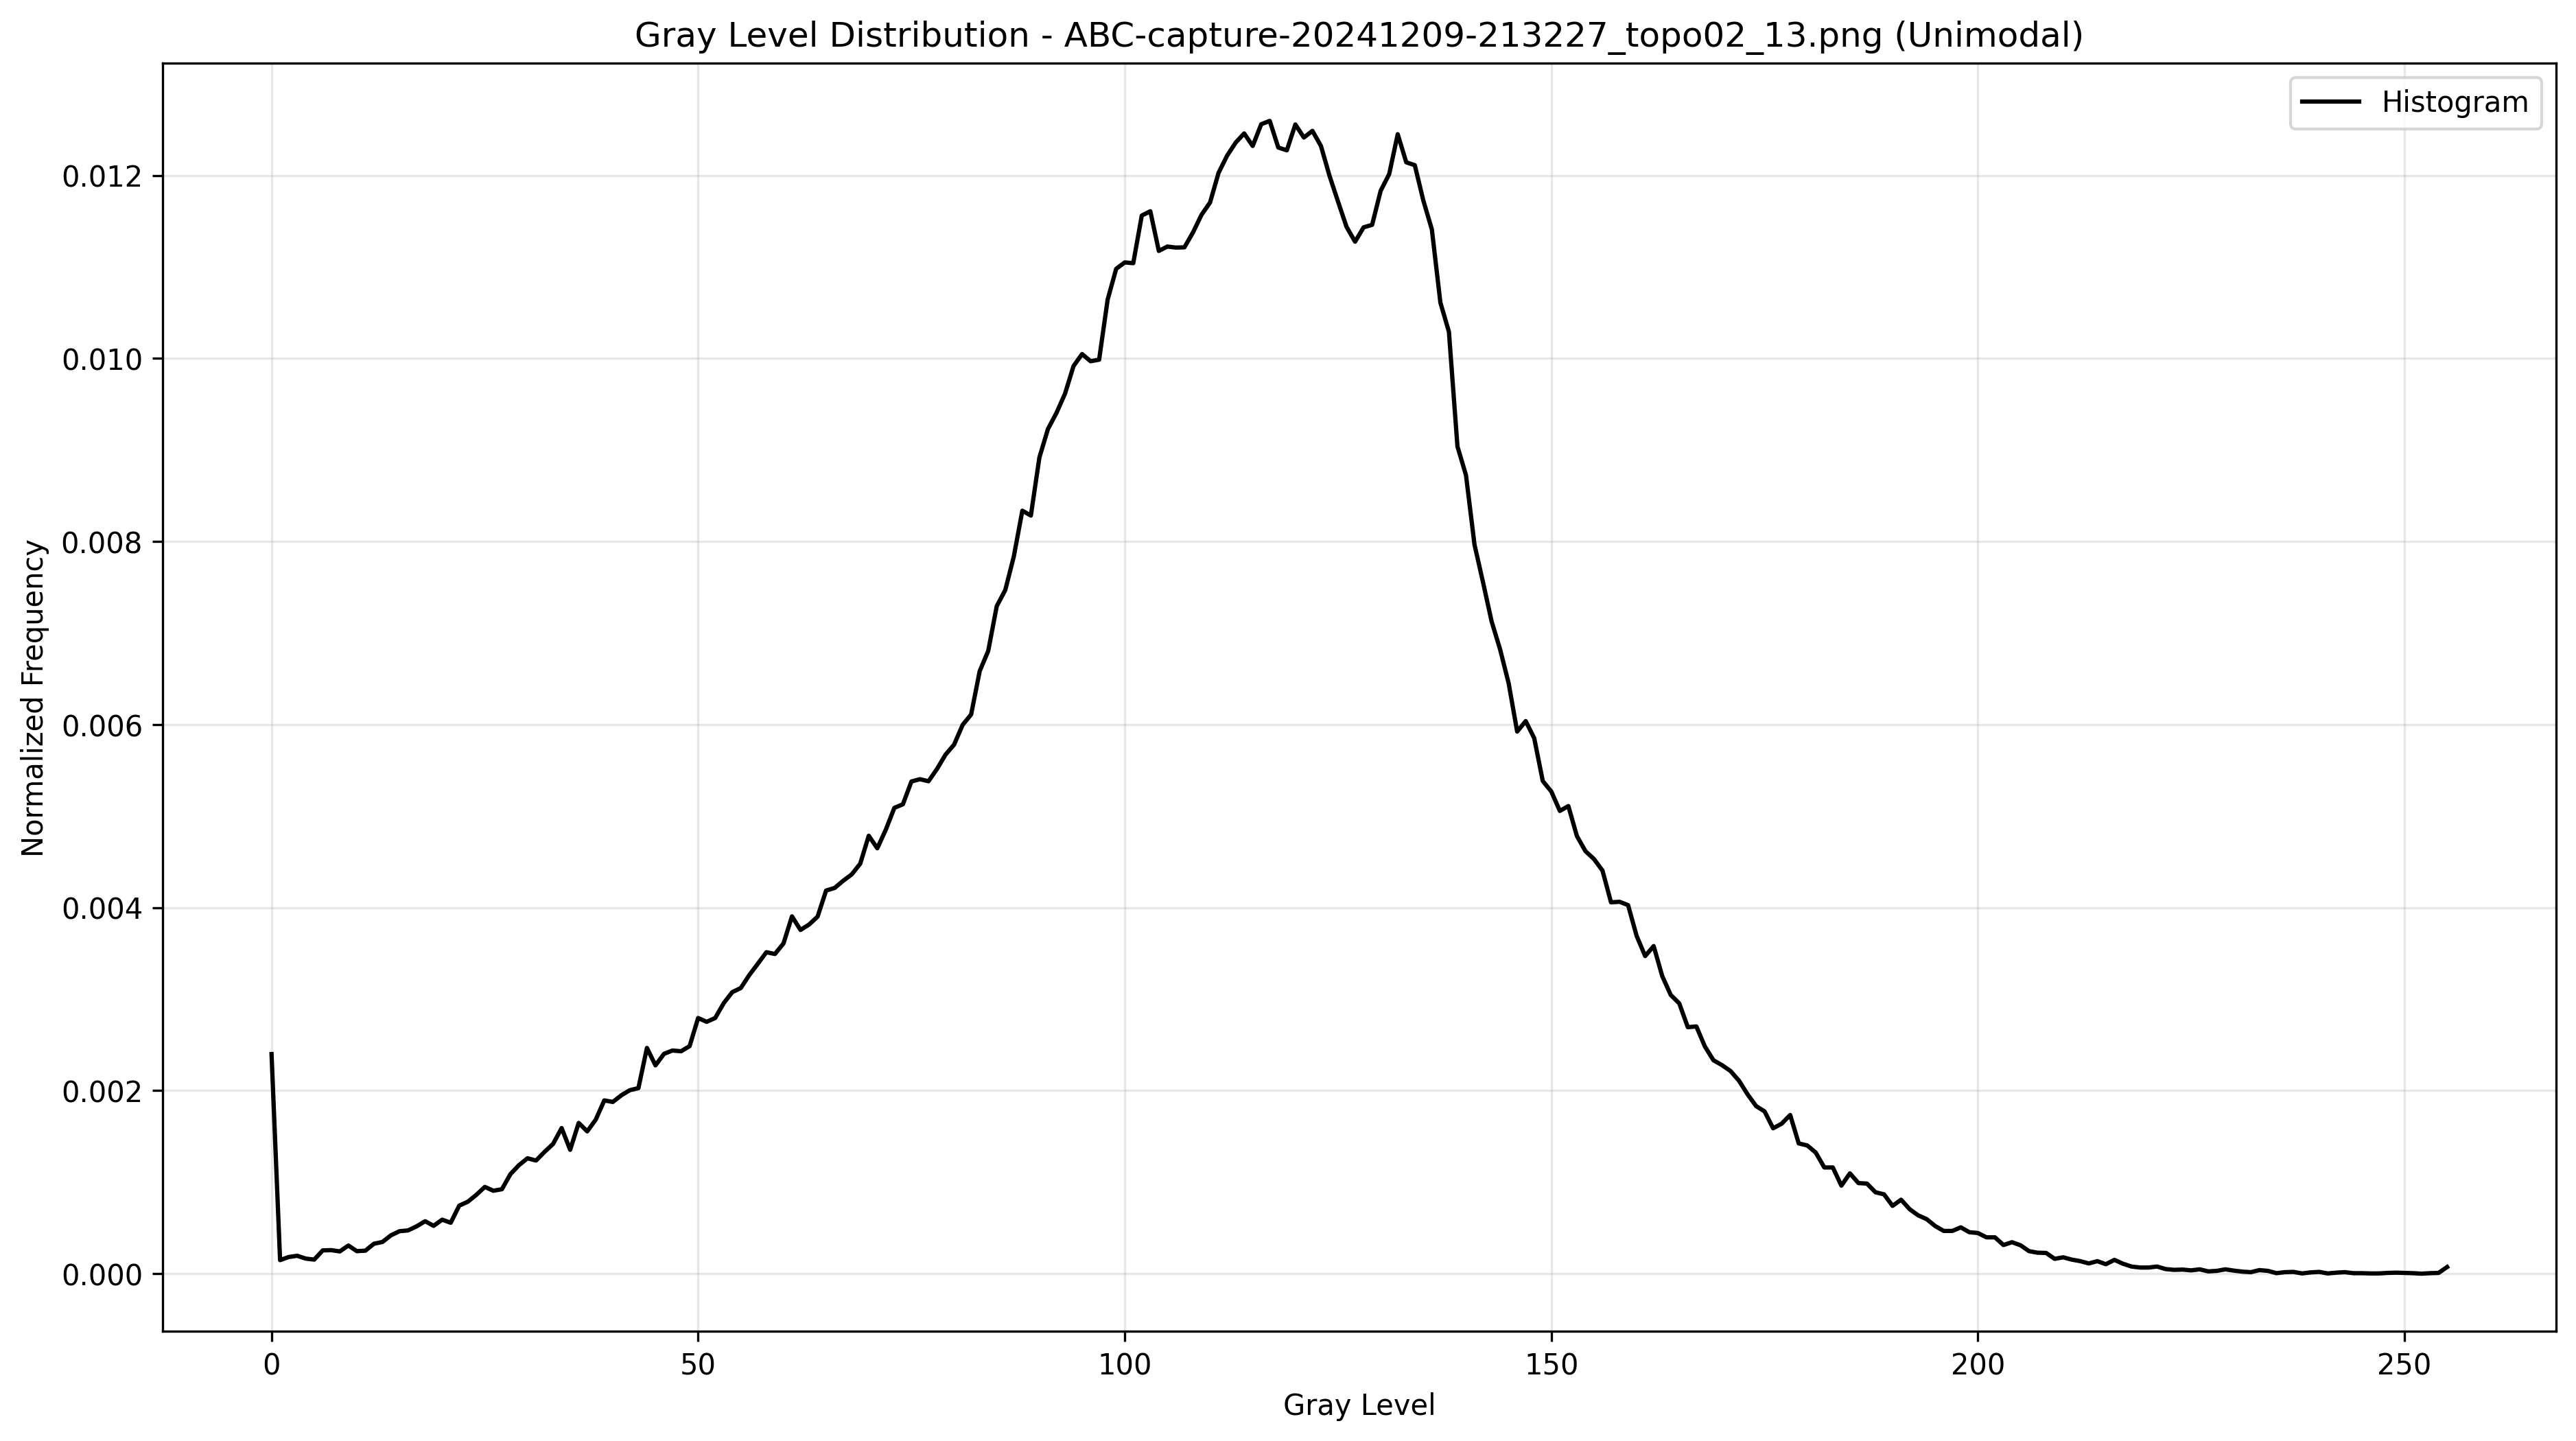 Gray Level Distribution - ABC-capture-20241209-213227_topo02_13.png (Unimodal)
Histogram
Normalized Frequency
0.012
0.010
0.008
0.006
0.004
0.002
0.000
0 50 100 150 200 250
Gray Level